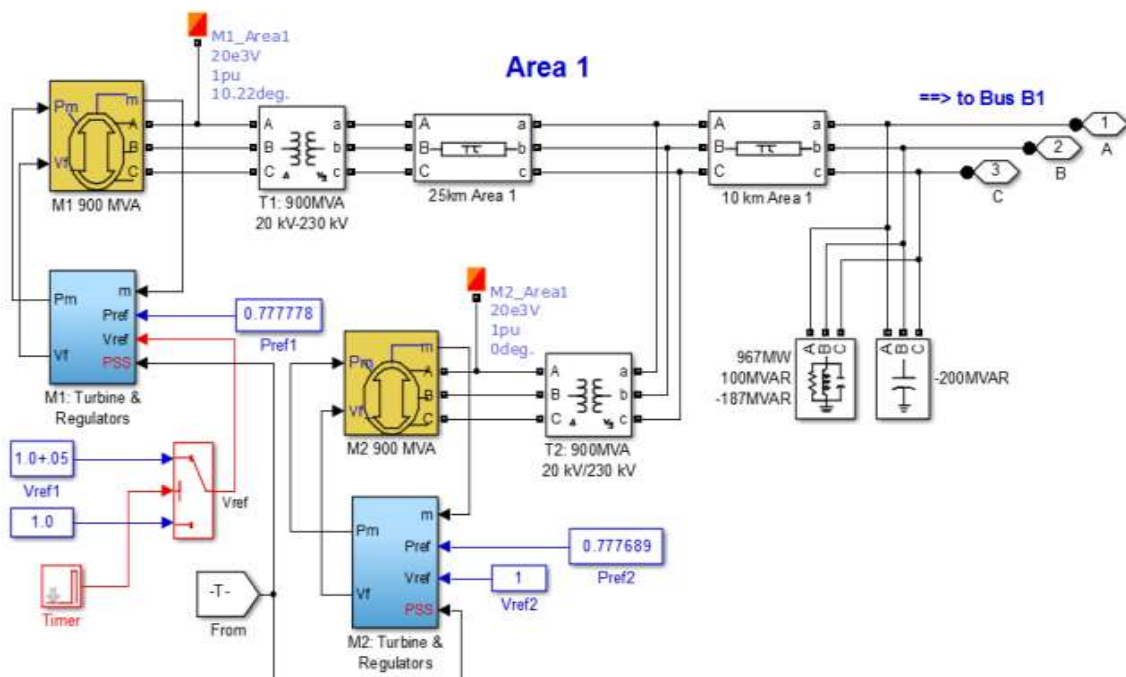 M1_Area1
20e3V
1pu
10.22deg.
Area 1
==> to Bus B1
Pm
m
A
B
C
Vf
M1 900 MVA
A
B
C
a
b
c
T1: 900MVA
20 kV-230 kV
A
B
C
a
b
c
25km Area 1
A
B
C
a
b
c
10 km Area 1
1
A
2
B
3
C
m
Pm
Pref
Vref
Vf
PSS
M1: Turbine &
Regulators
0.777778
Pref1
M2_Area1
20e3V
1pu
0deg.
Pm
m
A
B
C
Vf
M2 900 MVA
A
B
C
a
b
c
T2: 900MVA
20 kV/230 kV
A B C
967MW
100MVAR
-187MVAR
A B C
-200MVAR
1.0+.05
Vref1
1.0
Vref
Timer
-T-
From
m
Pm
Pref
Vref
Vf
PSS
M2: Turbine &
Regulators
0.777689
Pref2
1
Vref2